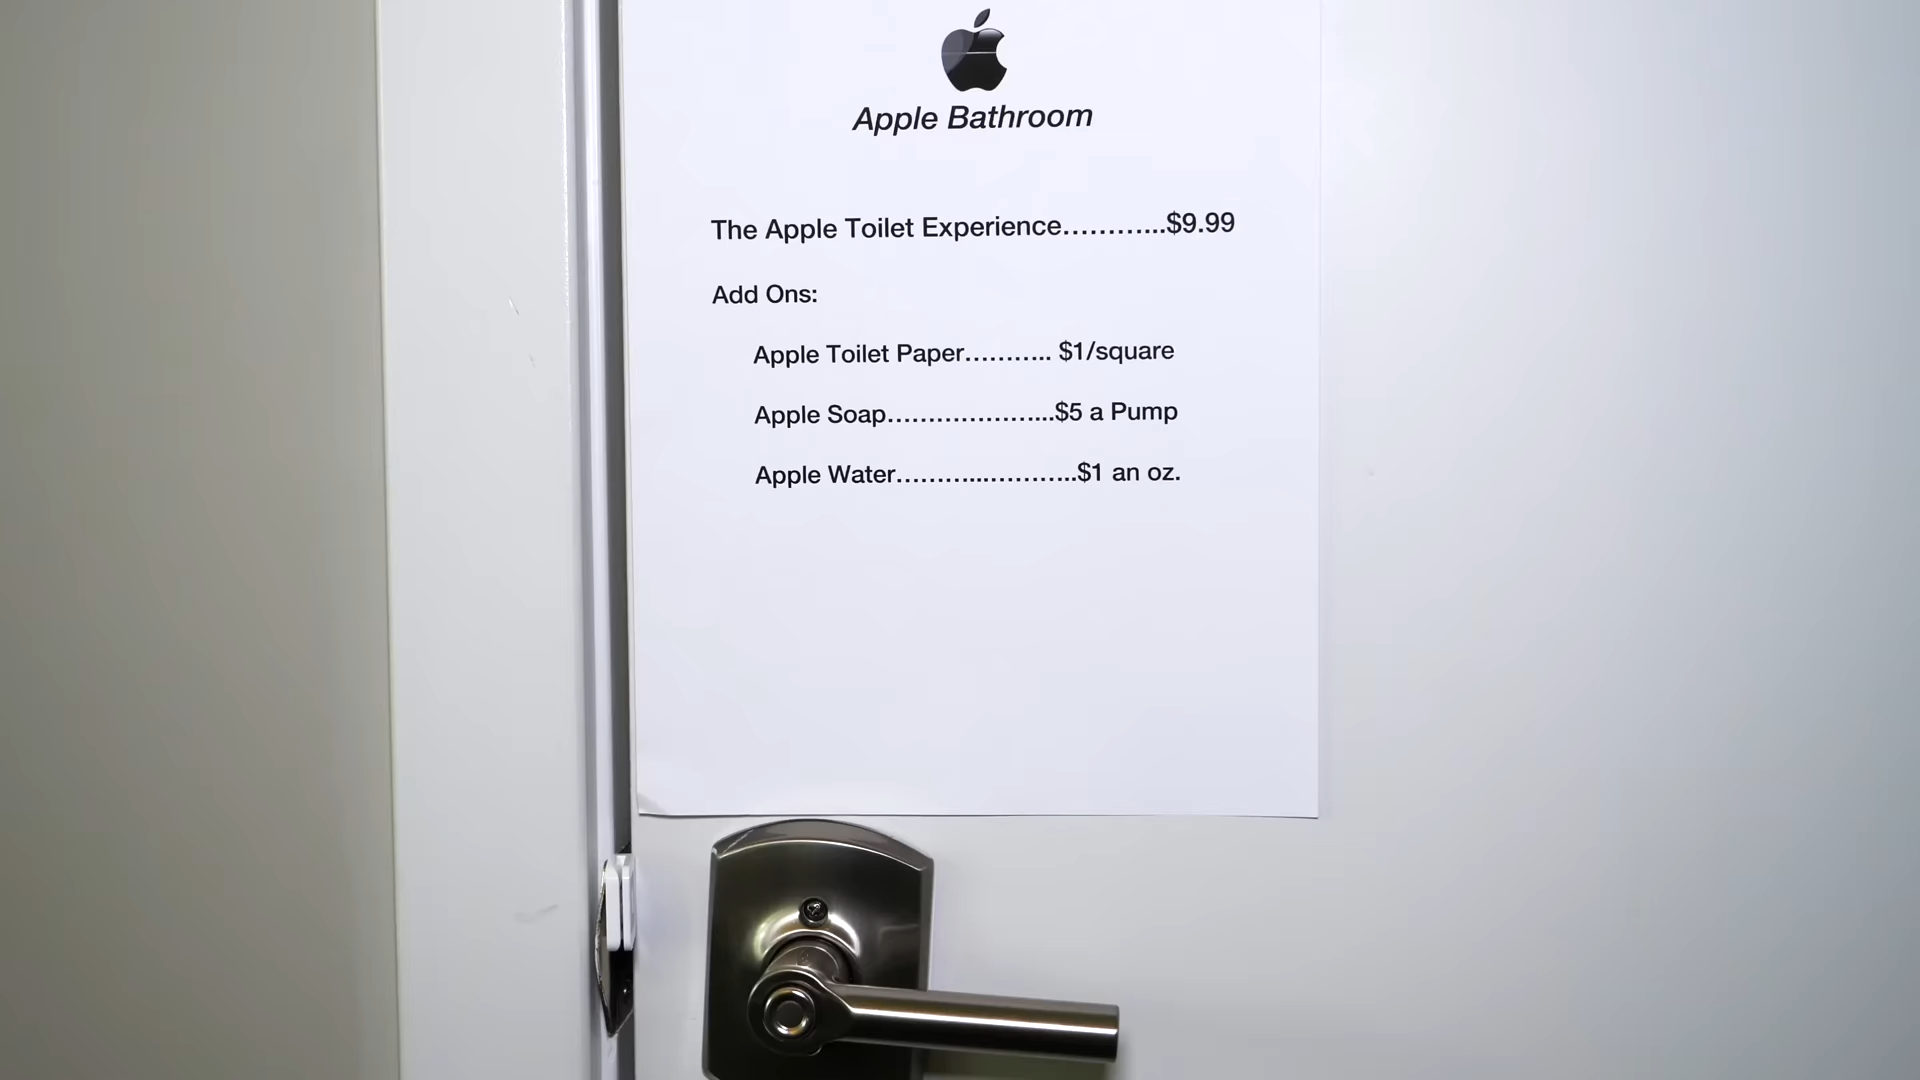 Apple Bathroom
The Apple Toilet Experience…………...$9.99
Add Ons:
Apple Toilet Paper……….. $1/square
Apple Soap………………...$5 a Pump
Apple Water………...………..$1 an oz.